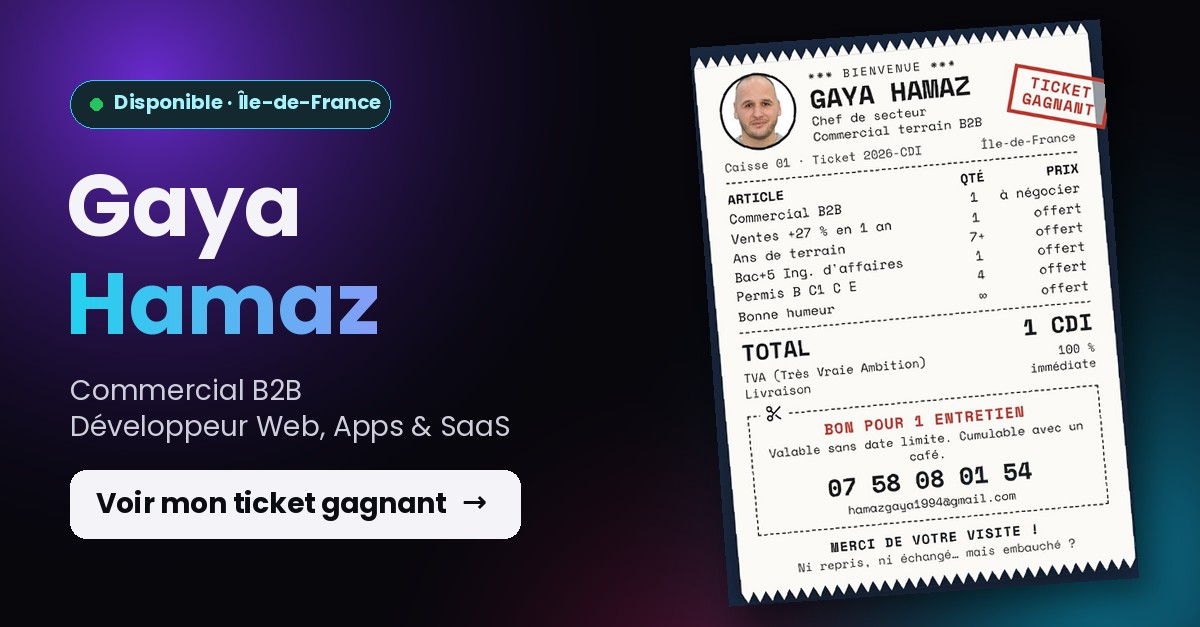 Disponible · Île-de-France
Gaya
Hamaz
Commercial B2B
Développeur Web, Apps & SaaS
Voir mon ticket gagnant →
*** BIENVENUE ***
GAYA HAMAZ
Chef de secteur
Commercial terrain B2B
TICKET
GAGNANT
Caisse 01 · Ticket 2026-CDI Île-de-France
ARTICLE QTÉ PRIX
Commercial B2B 1 à négocier
Ventes +27 % en 1 an 1 offert
Ans de terrain 7+ offert
Bac+5 Ing. d'affaires 1 offert
Permis B C1 C E 4 offert
Bonne humeur ∞ offert
TOTAL 1 CDI
TVA (Très Vraie Ambition) 100 %
Livraison immédiate
BON POUR 1 ENTRETIEN
Valable sans date limite. Cumulable avec un
café.
07 58 08 01 54
hamazgaya1994@gmail.com
MERCI DE VOTRE VISITE !
Ni repris, ni échangé… mais embauché ?